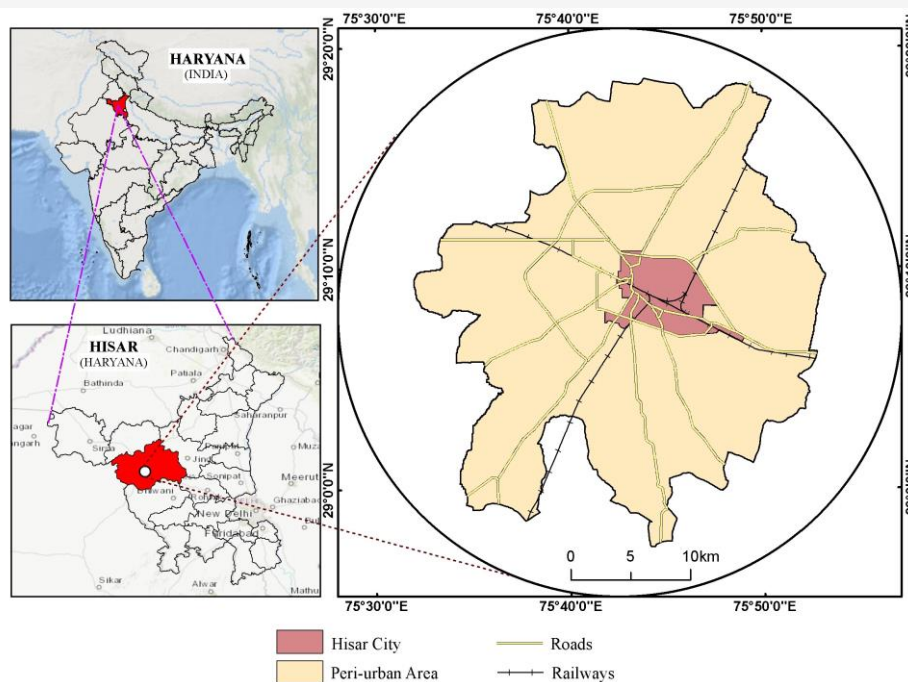 HARYANA
(INDIA)
HISAR
(HARYANA)
Ludhiana
Chandigarh
Patiala
Bathinda
Saharanpur
Sirsa
Jind
Panipat
Muza
Sonipat
Meerut
Bhiwani
Ghaziabad
New Delhi
Faridabad
Sikar
Alwar
Mathu
75°30'0"E
75°40'0"E
75°50'0"E
29°20'0"N
29°10'0"N
29°0'0"N
0 5 10km
75°30'0"E
75°40'0"E
75°50'0"E
Hisar City
Roads
Peri-urban Area
Railways